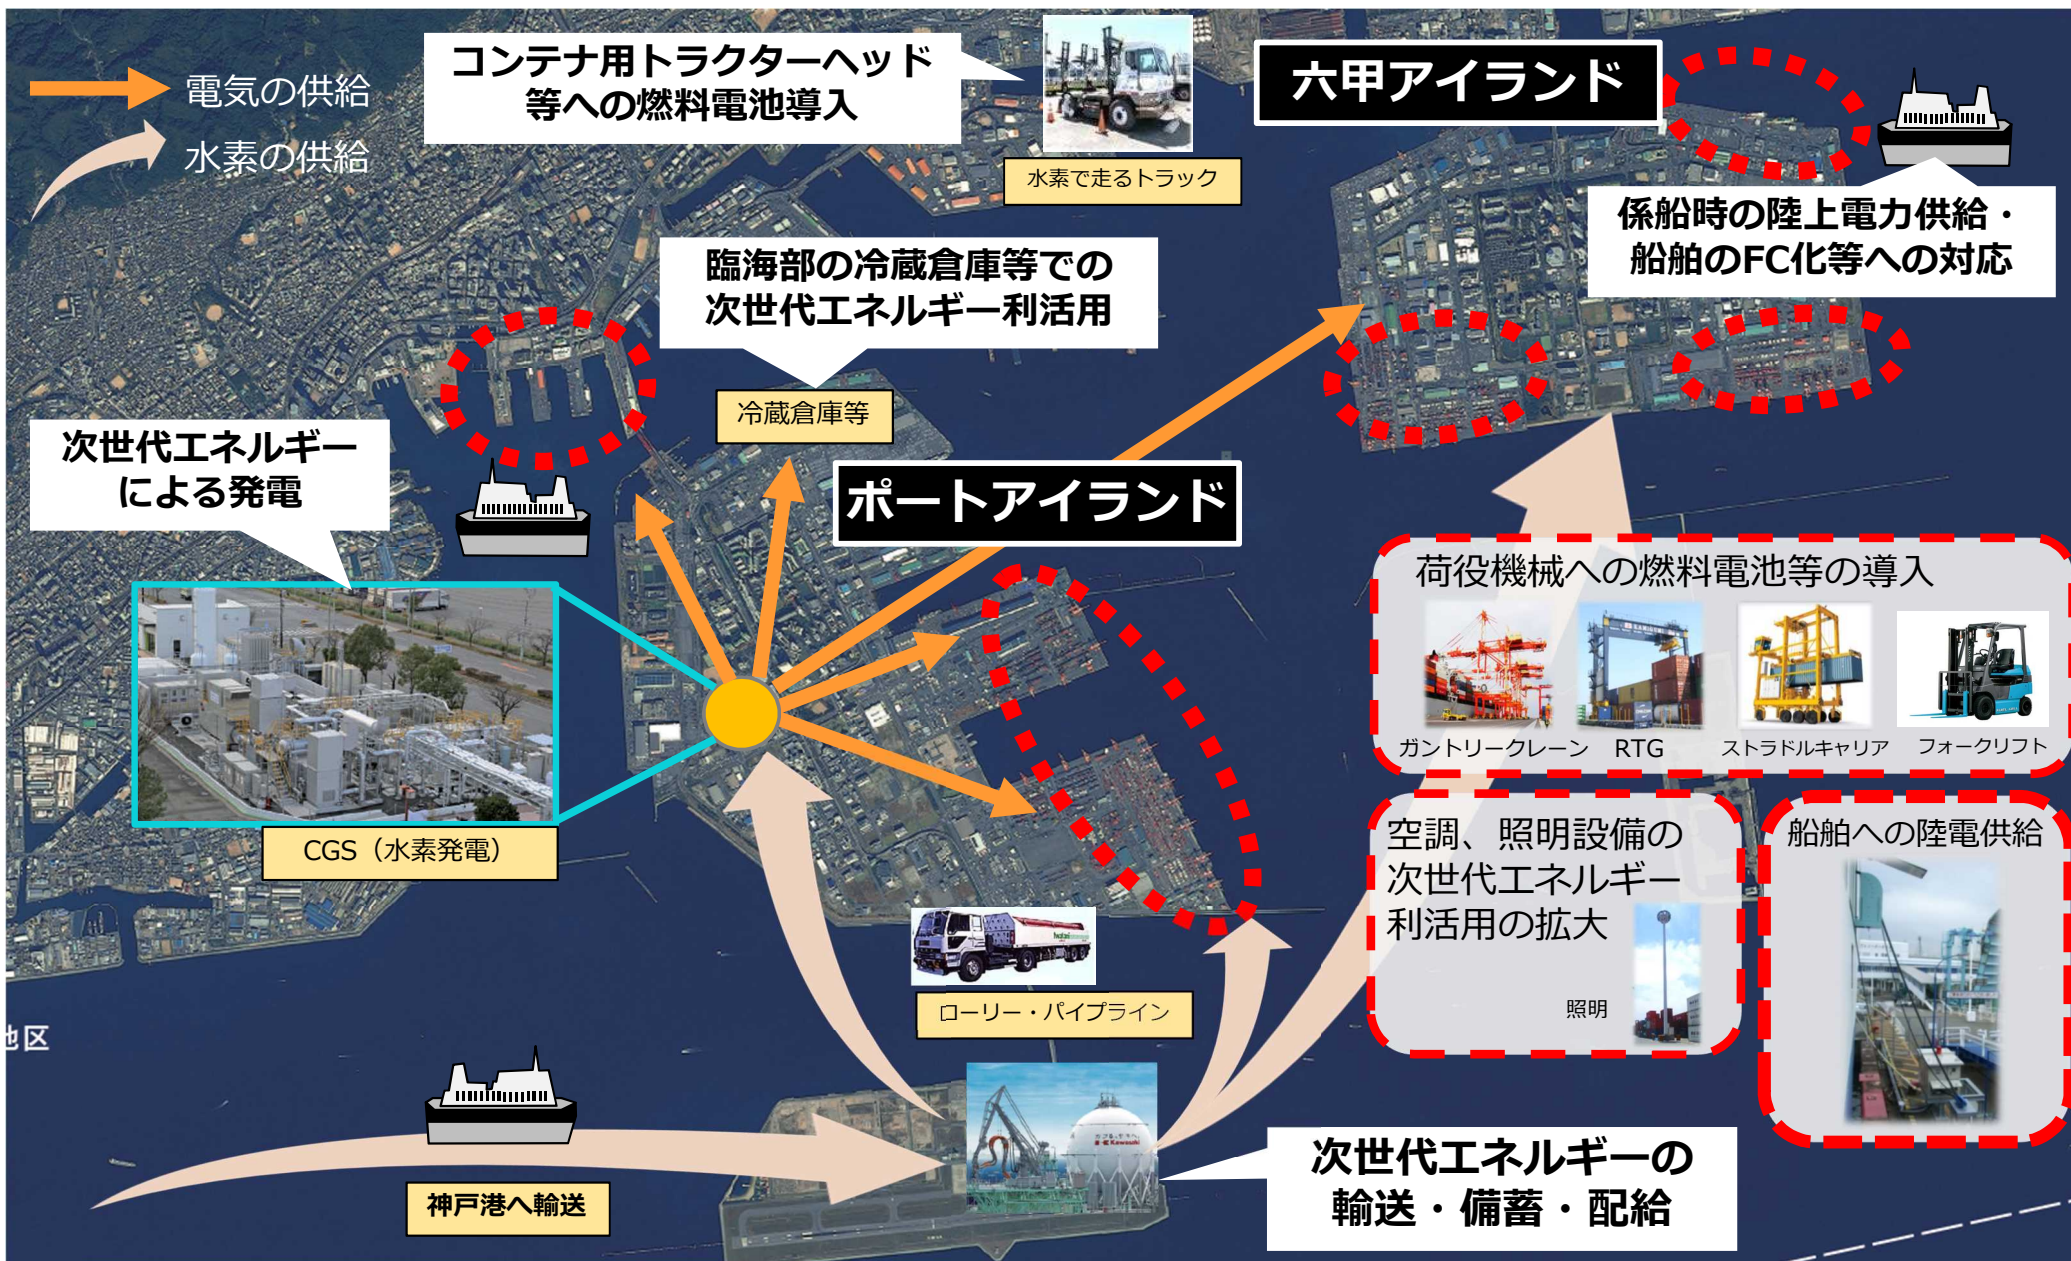 電気の供給
水素の供給
コンテナ用トラクターヘッド
等への燃料電池導入
水素で走るトラック
六甲アイランド
係船時の陸上電力供給・
船舶のFC化等への対応
臨海部の冷蔵倉庫等での
次世代エネルギー利活用
冷蔵倉庫等
次世代エネルギー
による発電
ポートアイランド
荷役機械への燃料電池等の導入
ガントリークレーン
RTG
ストラドルキャリア
フォークリフト
CGS（水素発電）
空調、照明設備の
次世代エネルギー
利活用の拡大
照明
船舶への陸電供給
ローリー・パイプライン
地区
Kawasaki
神戸港へ輸送
次世代エネルギーの
輸送・備蓄・配給